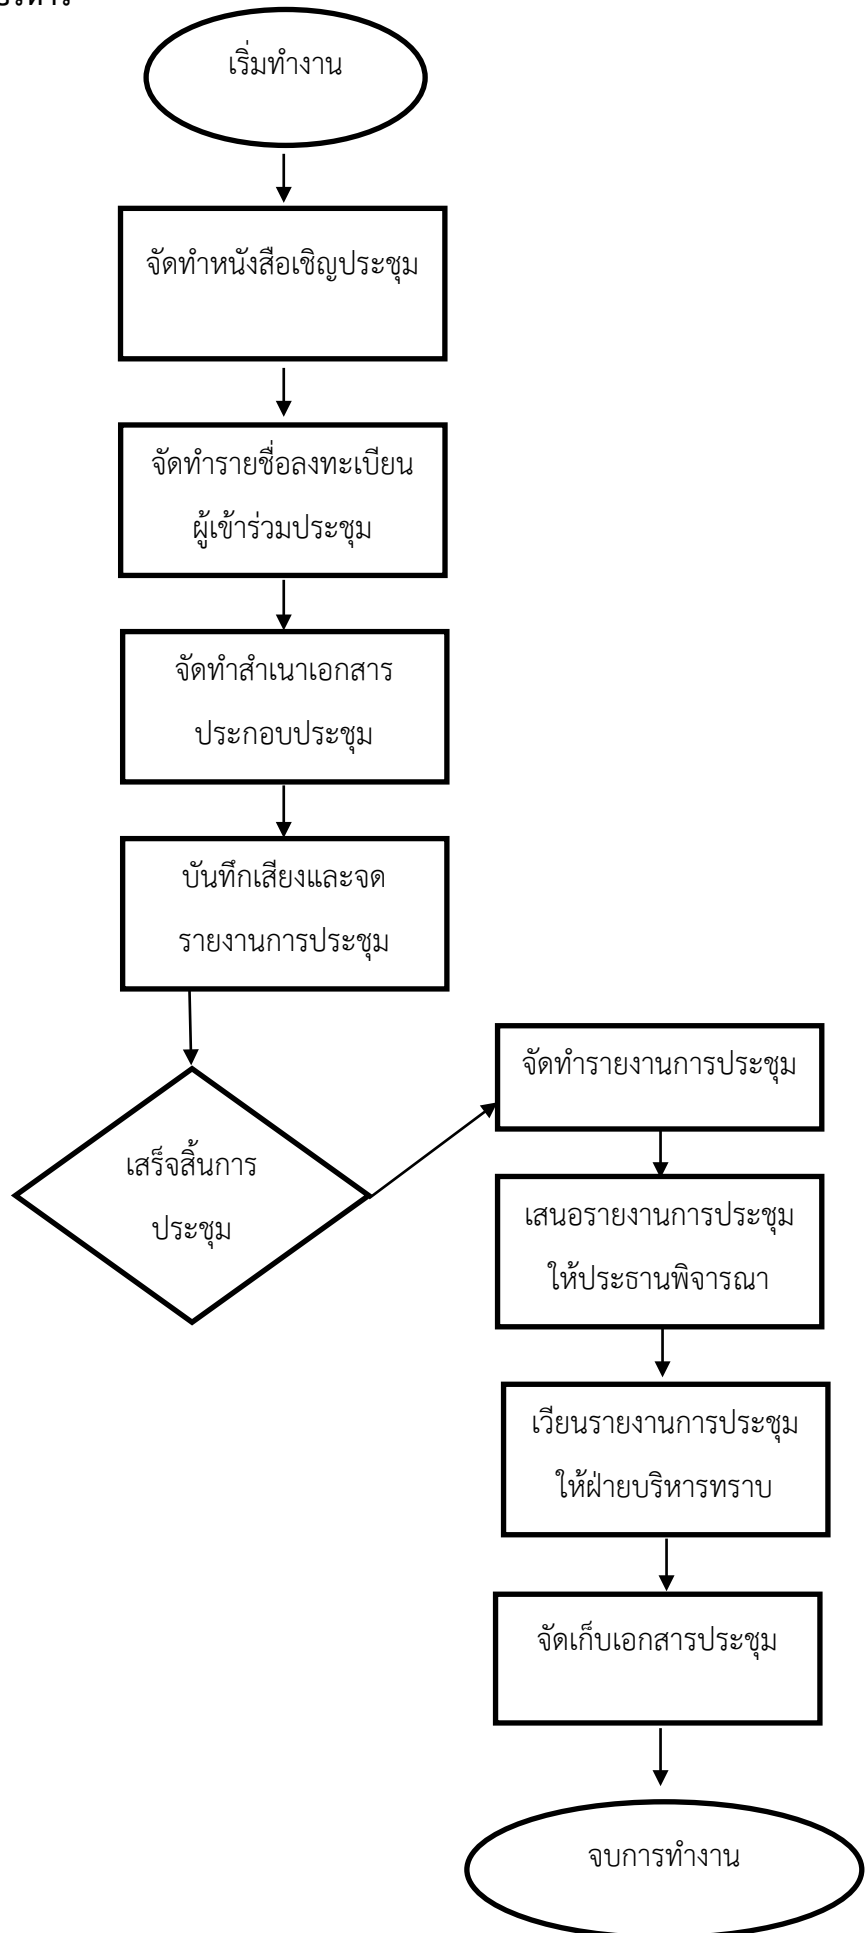 เริ่มทำงาน
จัดทำหนังสือเชิญประชุม
จัดทำรายชื่อลงทะเบียน
ผู้เข้าร่วมประชุม
จัดทำสำเนาเอกสาร
ประกอบประชุม
บันทึกเสียงและจด
รายงานการประชุม
เสร็จสิ้นการ
ประชุม
จัดทำรายงานการประชุม
เสนอรายงานการประชุม
ให้ประธานพิจารณา
เวียนรายงานการประชุม
ให้ฝ่ายบริหารทราบ
จัดเก็บเอกสารประชุม
จบการทำงาน